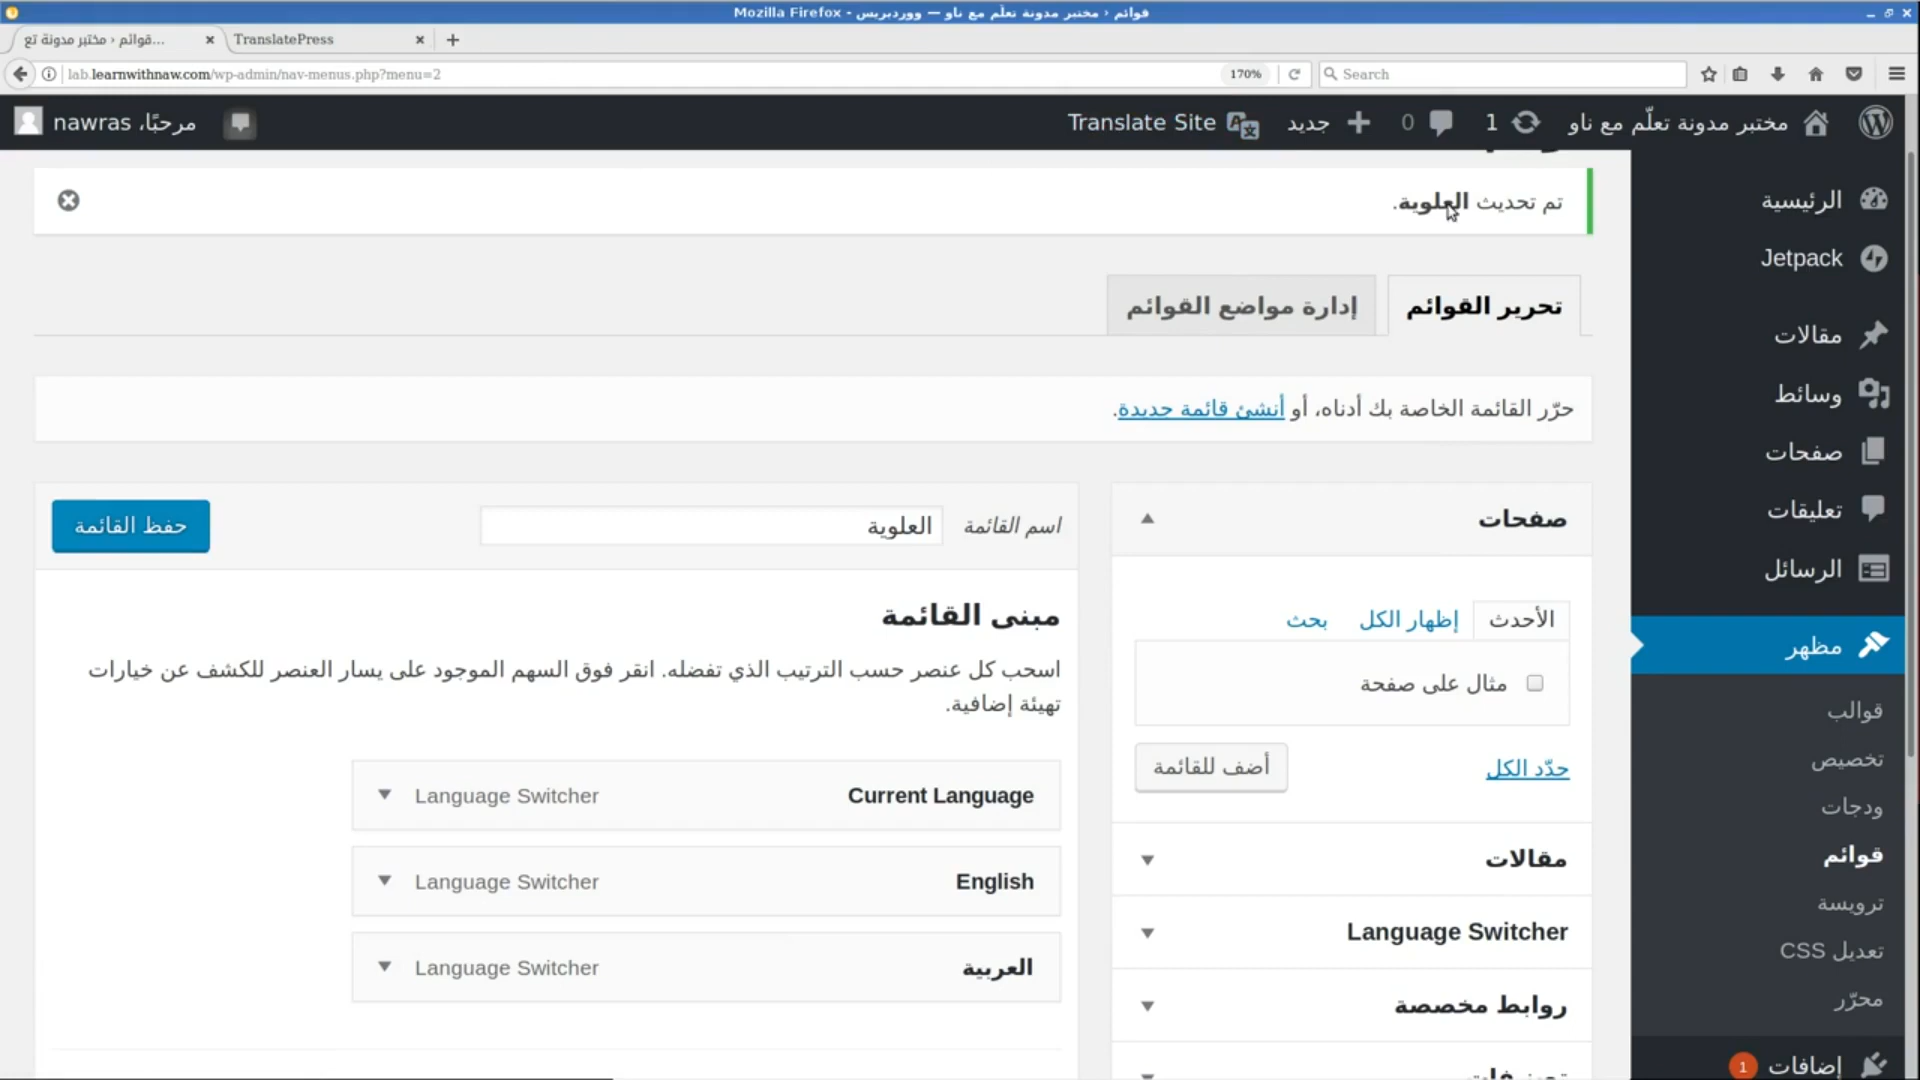 قوائم ‹ مختبر مدونة تعلّم مع ناو — ووردبريس - Mozilla Firefox
قوائم ‹ مختبر مدونة تع...
TranslatePress
lab.learnwithnaw.com/wp-admin/nav-menus.php?menu=2
170%
Search
مختبر مدونة تعلّم مع ناو
1
0
جديد
Translate Site
مرحبًا، nawras
الرئيسية
Jetpack
مقالات
وسائط
صفحات
تعليقات
الرسائل
مظهر
قوالب
تخصيص
ودجات
قوائم
ترويسة
تعديل CSS
محرّر
إضافات 1
تم تحديث العلوية.
تحرير القوائم
إدارة مواضع القوائم
حرّر القائمة الخاصة بك أدناه، أو أنشئ قائمة جديدة.
صفحات
الأحدث
إظهار الكل
بحث
مثال على صفحة
حدّد الكل
أضف للقائمة
مقالات
Language Switcher
روابط مخصصة
اسم القائمة
العلوية
حفظ القائمة
مبنى القائمة
اسحب كل عنصر حسب الترتيب الذي تفضله. انقر فوق السهم الموجود على يسار العنصر للكشف عن خيارات
تهيئة إضافية.
Current Language
Language Switcher
English
Language Switcher
العربية
Language Switcher